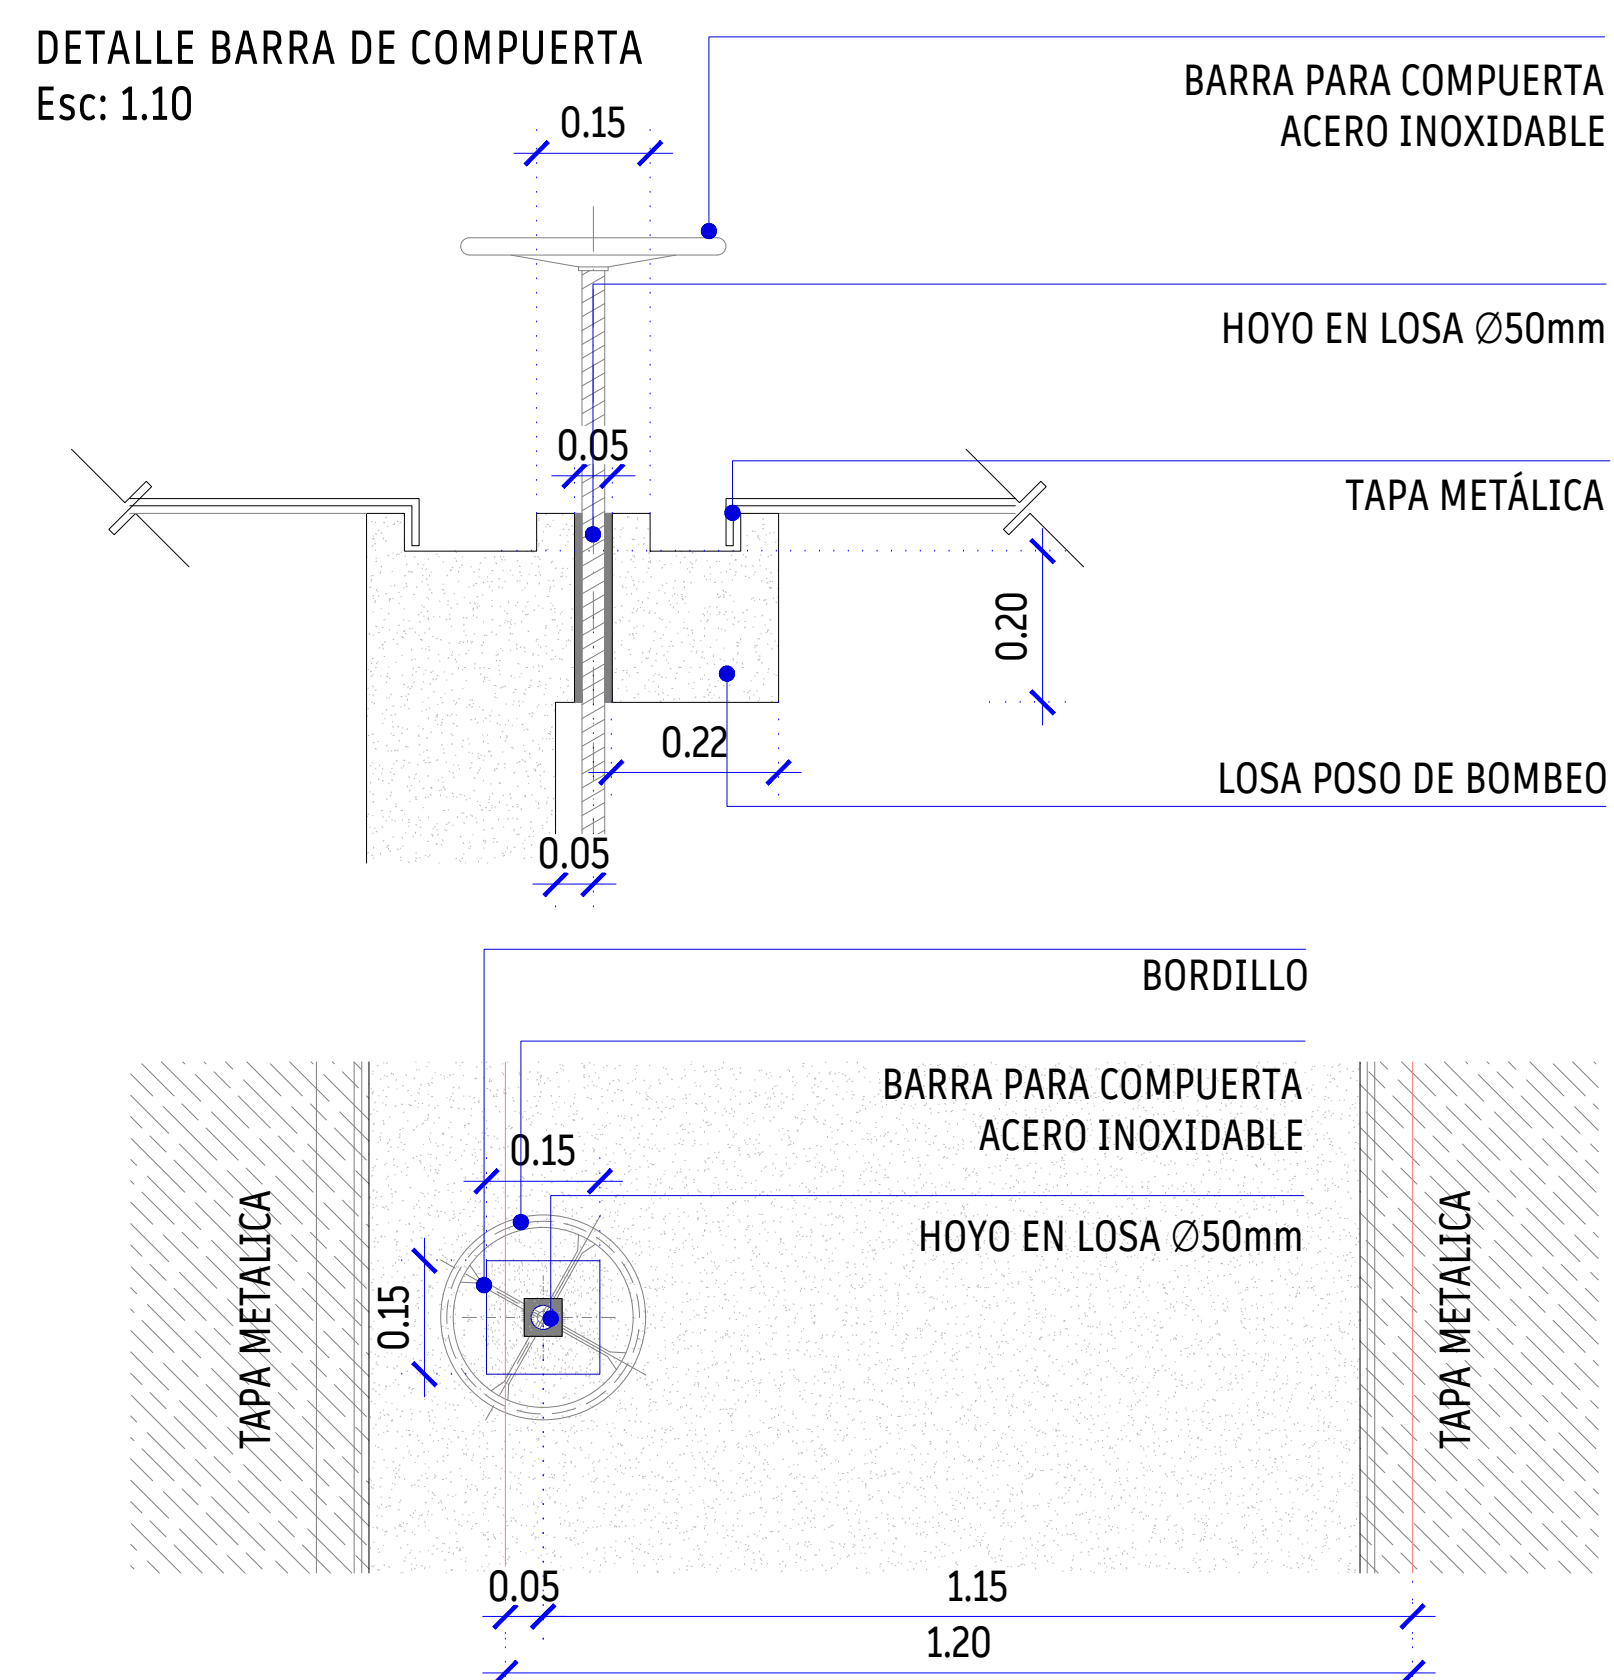 DETALLE BARRA DE COMPUERTA
Esc: 1.10
0.15
BARRA PARA COMPUERTA
ACERO INOXIDABLE
HOYO EN LOSA ∅50mm
0.05
TAPA METÁLICA
0.20
0.22
LOSA POSO DE BOMBEO
0.05
BORDILLO
BARRA PARA COMPUERTA
ACERO INOXIDABLE
0.15
HOYO EN LOSA ∅50mm
0.15
TAPA METALICA
TAPA METALICA
0.05
1.15
1.20